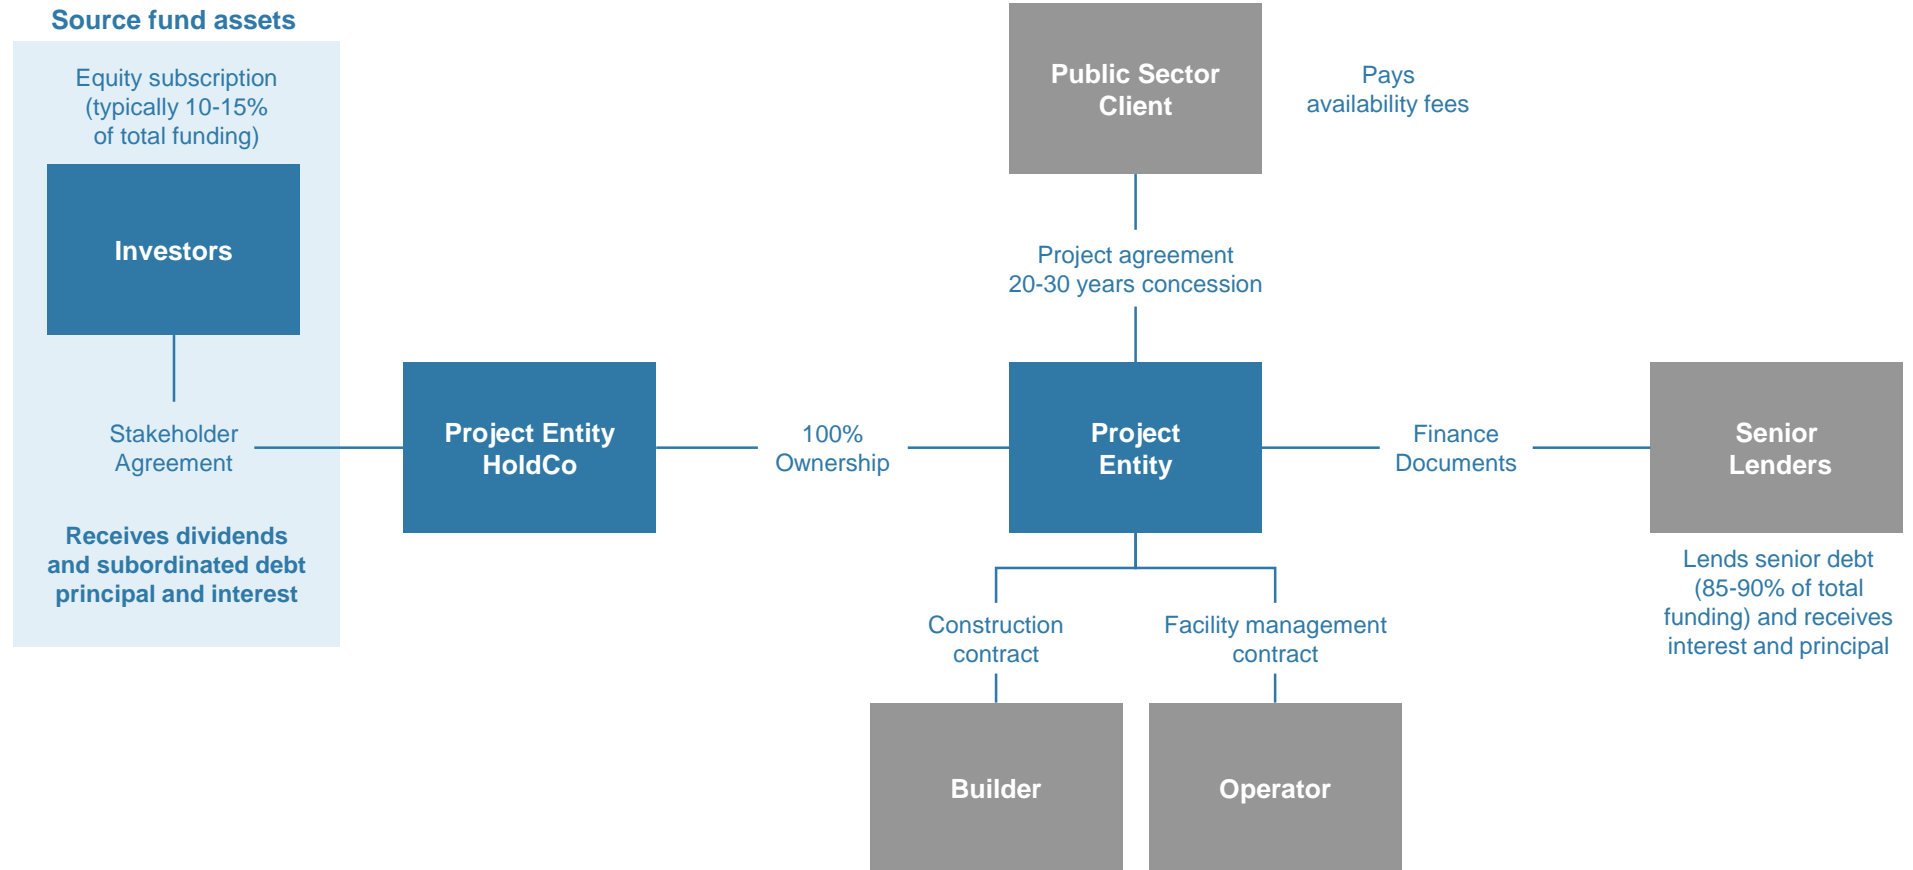 Source fund assets
Equity subscription
(typically 10-15%
of total funding)
Investors
Stakeholder
Agreement
Receives dividends
and subordinated debt
principal and interest
Project Entity
HoldCo
100%
Ownership
Public Sector
Client
Pays
availability fees
Project agreement
20-30 years concession
Project
Entity
Finance
Documents
Senior
Lenders
Lends senior debt
(85-90% of total
funding) and receives
interest and principal
Construction
contract
Facility management
contract
Builder
Operator